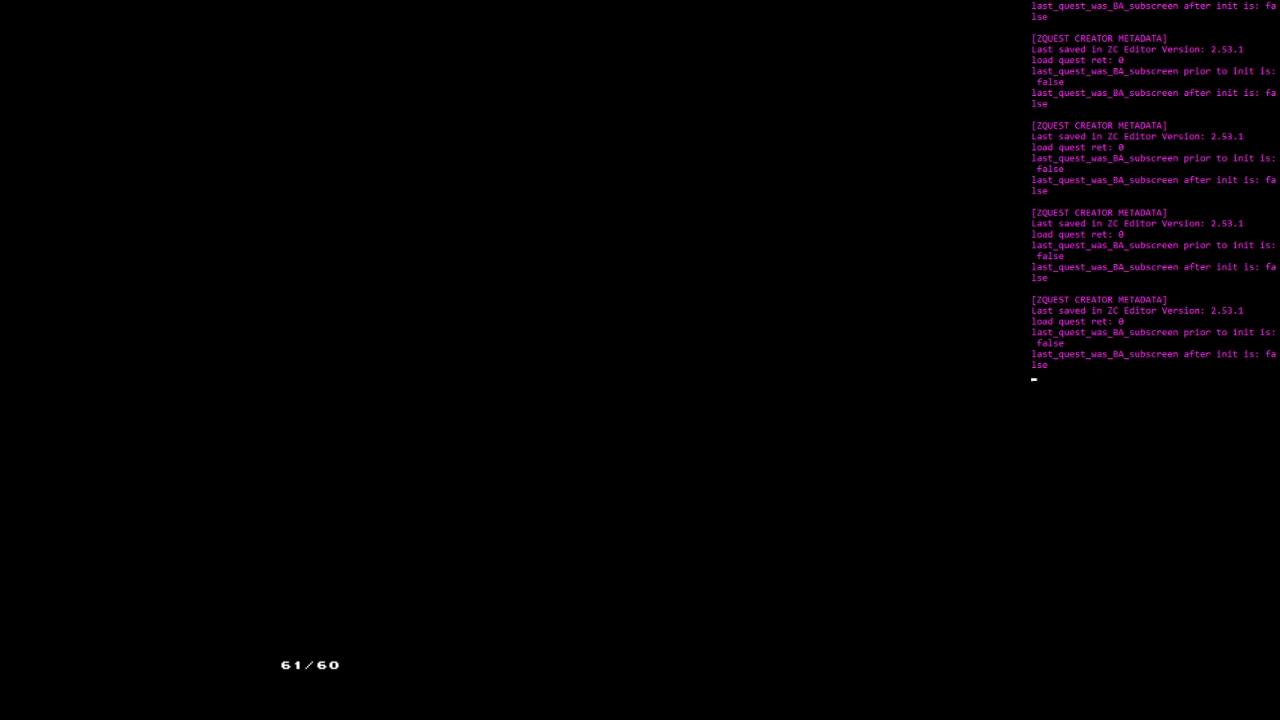 last_quest_was_BA_subscreen after init is: fa
lse
[ZQUEST CREATOR METADATA]
Last saved in ZC Editor Version: 2.53.1
load quest ret: 0
last_quest_was_BA_subscreen prior to init is:
false
last_quest_was_BA_subscreen after init is: fa
lse
[ZQUEST CREATOR METADATA]
Last saved in ZC Editor Version: 2.53.1
load quest ret: 0
last_quest_was_BA_subscreen prior to init is:
false
last_quest_was_BA_subscreen after init is: fa
lse
[ZQUEST CREATOR METADATA]
Last saved in ZC Editor Version: 2.53.1
load quest ret: 0
last_quest_was_BA_subscreen prior to init is:
false
last_quest_was_BA_subscreen after init is: fa
lse
[ZQUEST CREATOR METADATA]
Last saved in ZC Editor Version: 2.53.1
load quest ret: 0
last_quest_was_BA_subscreen prior to init is:
false
last_quest_was_BA_subscreen after init is: fa
lse
61/60